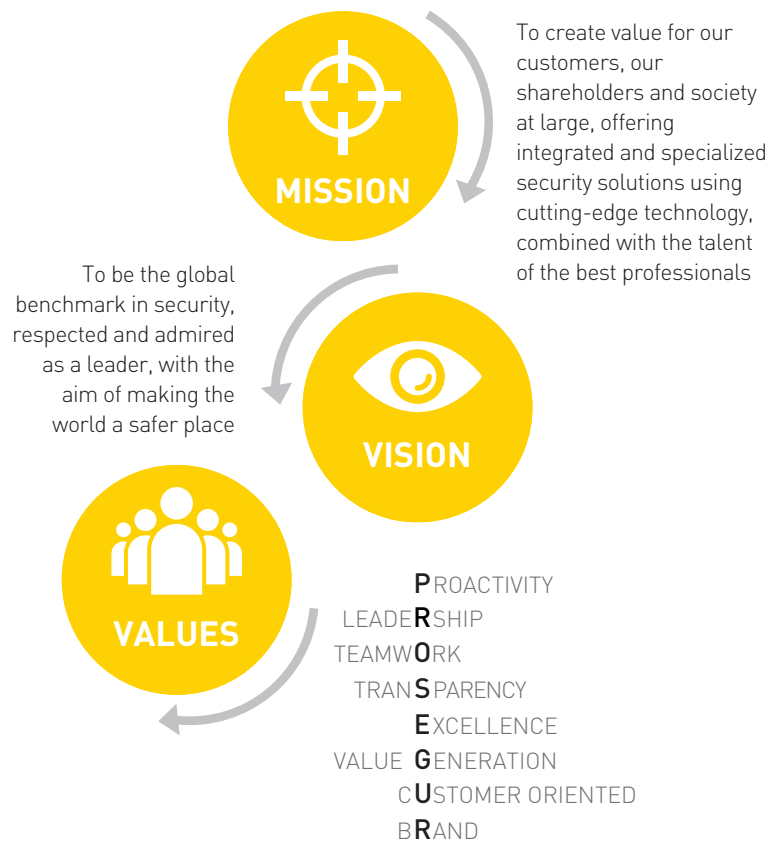 MISSION
To create value for our
customers, our
shareholders and society
at large, offering
integrated and specialized
security solutions using
cutting-edge technology,
combined with the talent
of the best professionals
To be the global
benchmark in security,
respected and admired
as a leader, with the
aim of making the
world a safer place
VISION
VALUES
PROACTIVITY
LEADERSHIP
TEAMWORK
TRANSPARENCY
EXCELLENCE
VALUE GENERATION
CUSTOMER ORIENTED
BRAND